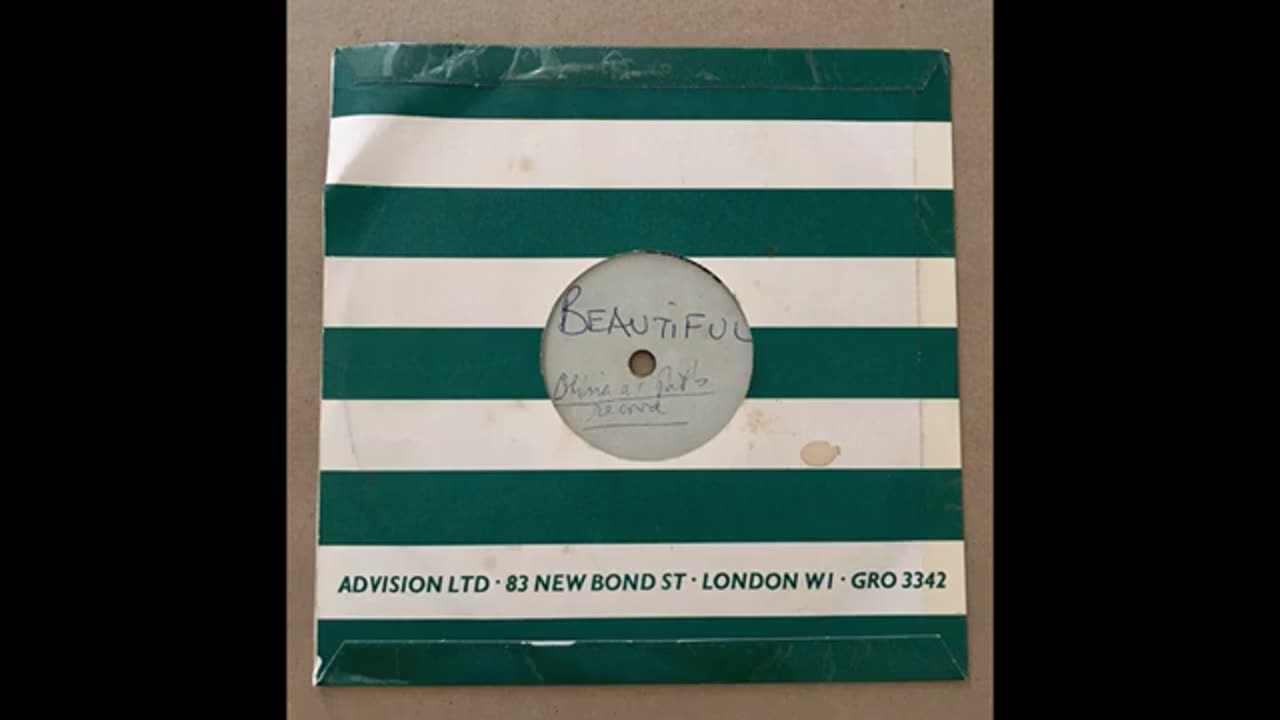 BEAUTIFUL
record
ADVISION LTD · 83 NEW BOND ST · LONDON W1 · GRO 3342